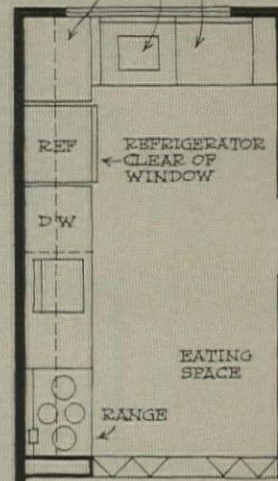 REF
REFRIGERATOR
CLEAR OF
WINDOW
D W
EATING
SPACE
RANGE